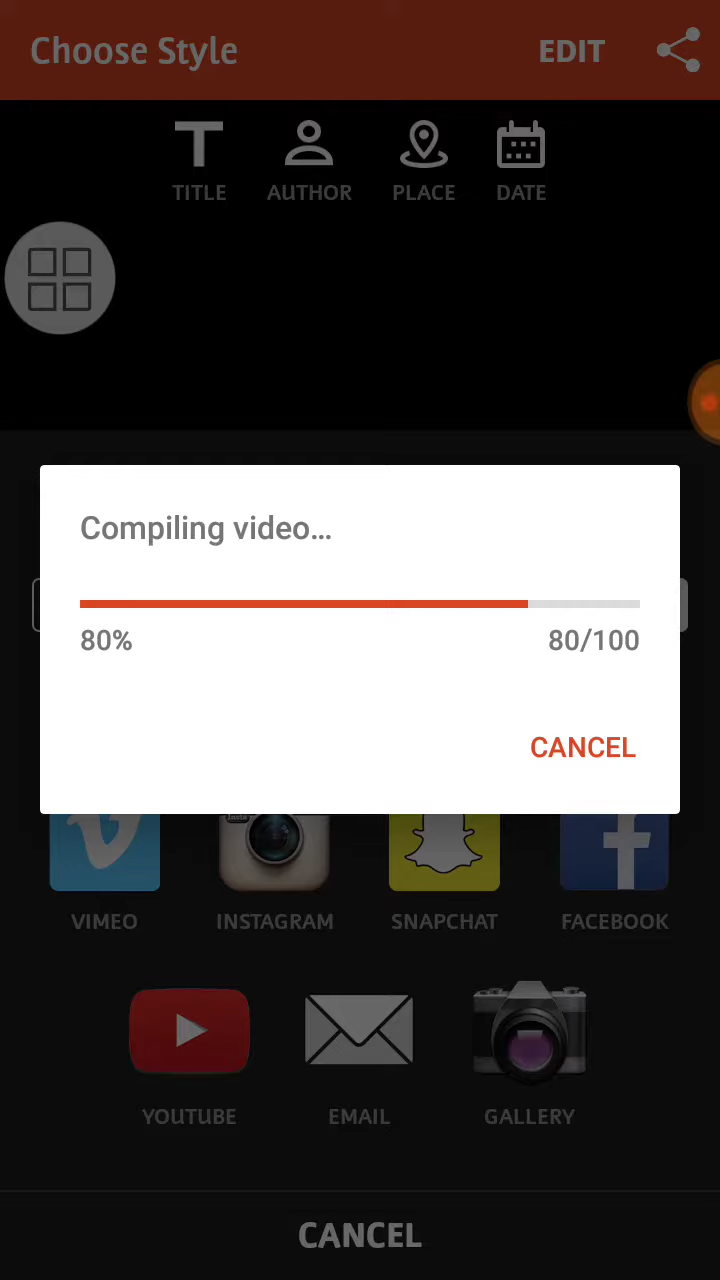 Choose Style EDIT
TITLE AUTHOR PLACE DATE
Compiling video...
80% 80/100
CANCEL
Insta
VIMEO INSTAGRAM SNAPCHAT FACEBOOK
YOUTUBE EMAIL GALLERY
CANCEL